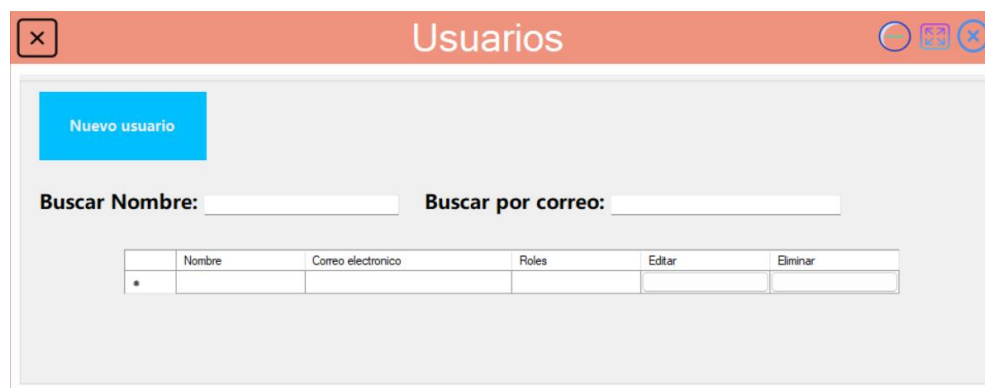 Usuarios
Nuevo usuario
Buscar Nombre:
Buscar por correo:
Nombre Correo electronico Roles Editar Eliminar